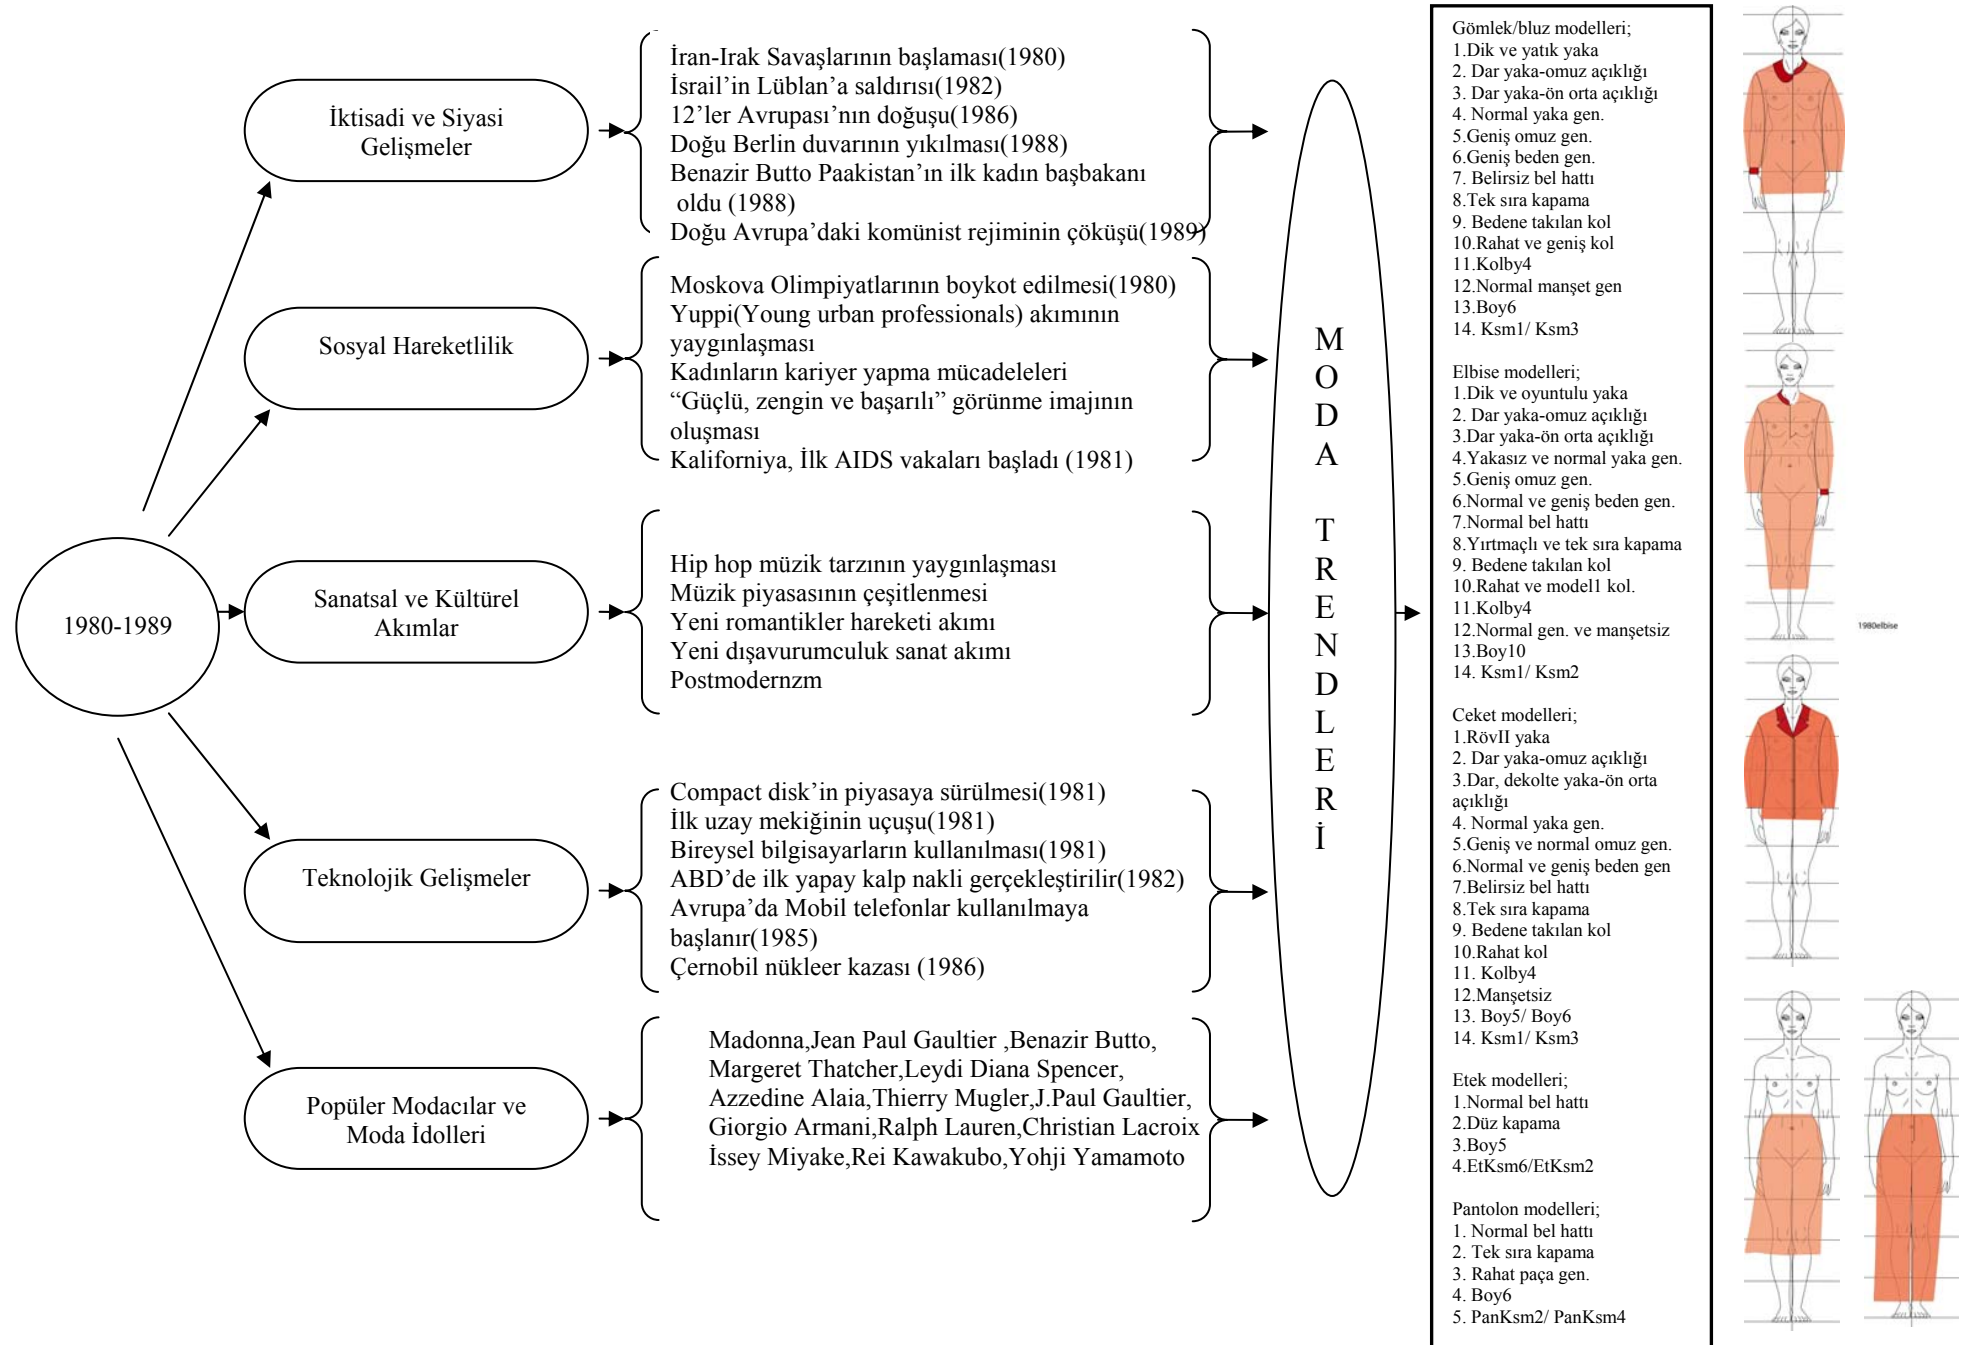 1980-1989
İktisadi ve Siyasi
Gelişmeler
İran-Irak Savaşlarının başlaması(1980)
İsrail’in Lüblan’a saldırısı(1982)
12’ler Avrupası’nın doğuşu(1986)
Doğu Berlin duvarının yıkılması(1988)
Benazir Butto Paakistan’ın ilk kadın başbakanı
oldu (1988)
Doğu Avrupa’daki komünist rejiminin çöküşü(1989)
Sosyal Hareketlilik
Moskova Olimpiyatlarının boykot edilmesi(1980)
Yuppi(Young urban professionals) akımının
yaygınlaşması
Kadınların kariyer yapma mücadeleleri
“Güçlü, zengin ve başarılı” görünme imajının
oluşması
Kaliforniya, İlk AIDS vakaları başladı (1981)
Sanatsal ve Kültürel
Akımlar
Hip hop müzik tarzının yaygınlaşması
Müzik piyasasının çeşitlenmesi
Yeni romantikler hareketi akımı
Yeni dışavurumculuk sanat akımı
Postmodernzm
Teknolojik Gelişmeler
Compact disk’in piyasaya sürülmesi(1981)
İlk uzay mekiğinin uçuşu(1981)
Bireysel bilgisayarların kullanılması(1981)
ABD’de ilk yapay kalp nakli gerçekleştirilir(1982)
Avrupa’da Mobil telefonlar kullanılmaya
başlanır(1985)
Çernobil nükleer kazası (1986)
Popüler Modacılar ve
Moda İdolleri
Madonna,Jean Paul Gaultier ,Benazir Butto,
Margeret Thatcher,Leydi Diana Spencer,
Azzedine Alaia,Thierry Mugler,J.Paul Gaultier,
Giorgio Armani,Ralph Lauren,Christian Lacroix
İssey Miyake,Rei Kawakubo,Yohji Yamamoto
MODA TRENDLERİ
Gömlek/bluz modelleri;
1.Dik ve yatık yaka
2. Dar yaka-omuz açıklığı
3. Dar yaka-ön orta açıklığı
4. Normal yaka gen.
5.Geniş omuz gen.
6.Geniş beden gen.
7. Belirsiz bel hattı
8.Tek sıra kapama
9. Bedene takılan kol
10.Rahat ve geniş kol
11.Kolby4
12.Normal manşet gen
13.Boy6
14. Ksm1/ Ksm3
Elbise modelleri;
1.Dik ve oyuntulu yaka
2. Dar yaka-omuz açıklığı
3.Dar yaka-ön orta açıklığı
4.Yakasız ve normal yaka gen.
5.Geniş omuz gen.
6.Normal ve geniş beden gen.
7.Normal bel hattı
8.Yırtmaçlı ve tek sıra kapama
9. Bedene takılan kol
10.Rahat ve model1 kol.
11.Kolby4
12.Normal gen. ve manşetsiz
13.Boy10
14. Ksm1/ Ksm2
Ceket modelleri;
1.RövII yaka
2. Dar yaka-omuz açıklığı
3.Dar, dekolte yaka-ön orta
açıklığı
4. Normal yaka gen.
5.Geniş ve normal omuz gen.
6.Normal ve geniş beden gen
7.Belirsiz bel hattı
8.Tek sıra kapama
9. Bedene takılan kol
10.Rahat kol
11. Kolby4
12.Manşetsiz
13. Boy5/ Boy6
14. Ksm1/ Ksm3
Etek modelleri;
1.Normal bel hattı
2.Düz kapama
3.Boy5
4.EtKsm6/EtKsm2
Pantolon modelleri;
1. Normal bel hattı
2. Tek sıra kapama
3. Rahat paça gen.
4. Boy6
5. PanKsm2/ PanKsm4
1980elbise